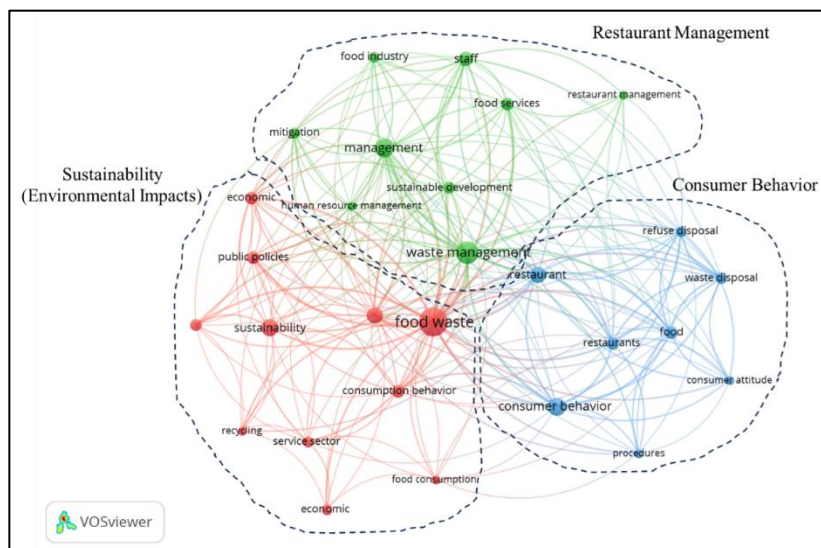 Restaurant Management
food industry
staff
restaurant management
food services
mitigation
management
Sustainability
(Environmental Impacts)
sustainable development
Consumer Behavior
economic
human resource management
refuse disposal
waste management
public policies
restaurant
waste disposal
food waste
sustainability
food
restaurants
consumption behavior
consumer attitude
consumer behavior
recycling
service sector
procedures
food consumption
economic
VOSviewer